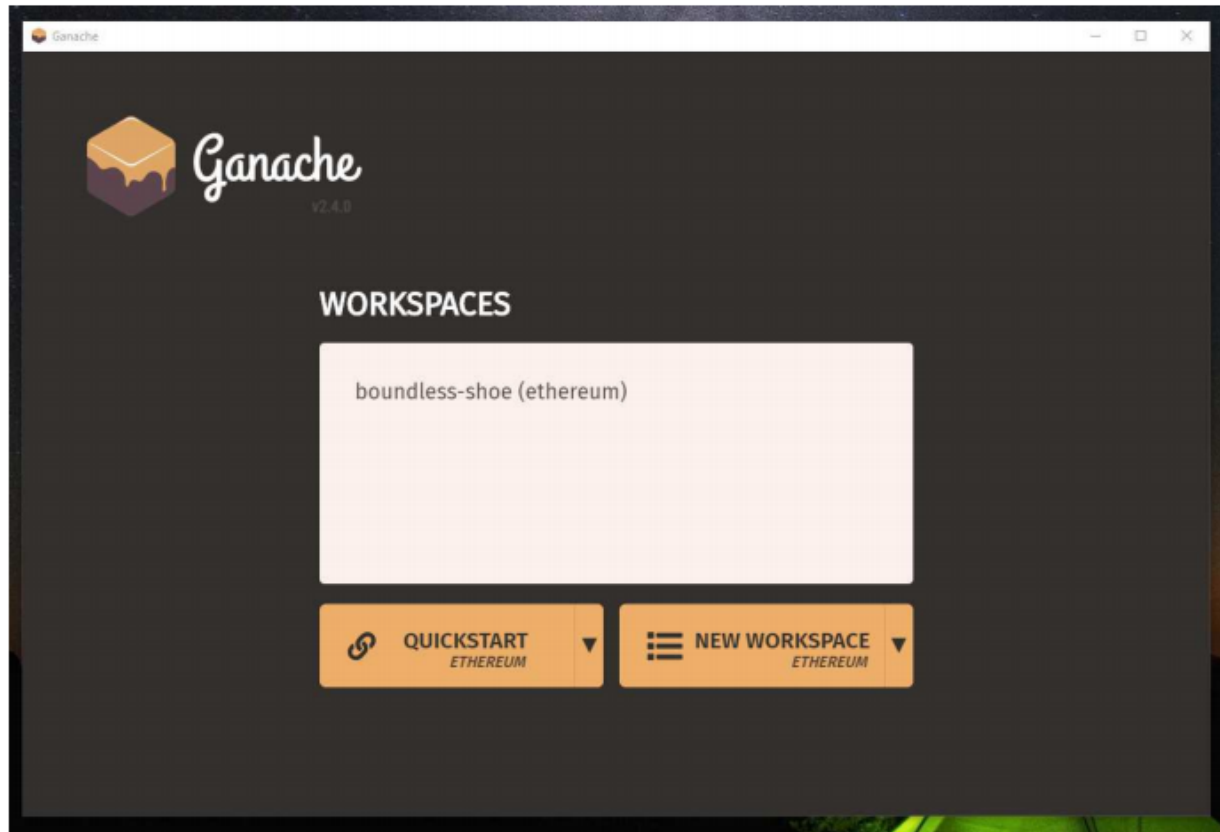 Ganache
Ganache
v2.4.0
WORKSPACES
boundless-shoe (ethereum)
QUICKSTART
ETHEREUM
NEW WORKSPACE
ETHEREUM